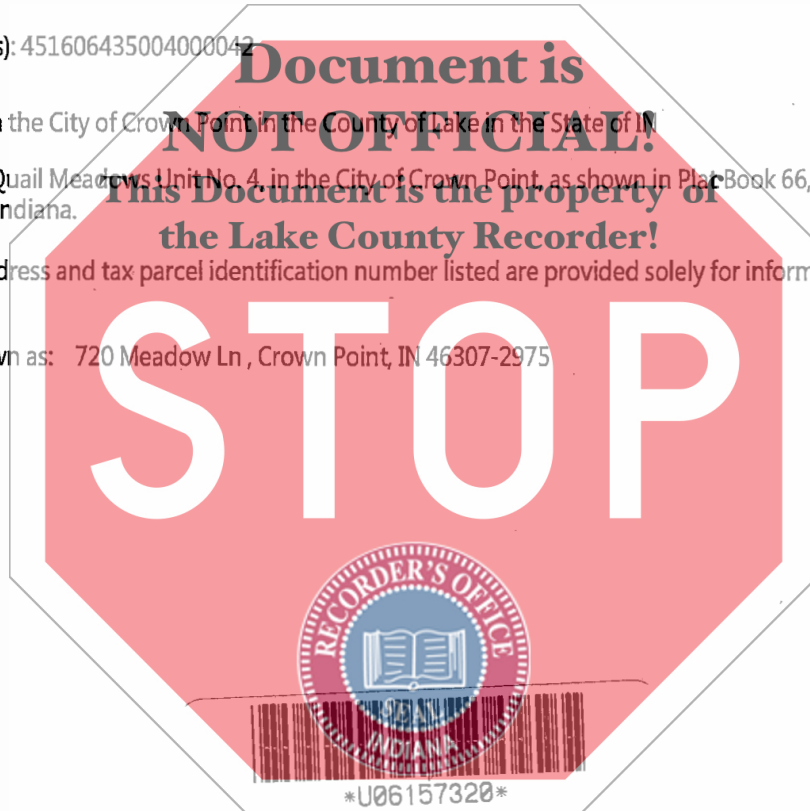 s): 451606435004000042
Document is
the City of Crown Point in the County of Lake in the State of IN
NOT OFFICIAL!
Quail Meadows Unit No. 4, in the City of Crown Point, as shown in Plat Book 66,
This Document is the property of
ndiana.
the Lake County Recorder!
dress and tax parcel identification number listed are provided solely for inform
wn as: 720 Meadow Ln , Crown Point, IN 46307-2975
STOP
RECORDER'S OFFICE
SEAL
INDIANA
*U06157320*